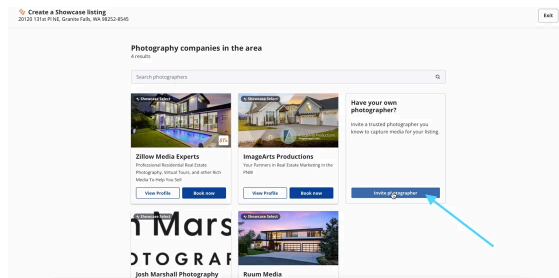 Create a Showcase listing
20120 131st Pl NE, Granite Falls, WA 98252-8545
Exit
Photography companies in the area
4 results
Search photographers
Showcase Select
Zillow Media Experts
Professional Residential Real Estate
Photography, Virtual Tours, and other Rich
Media To Help You Sell
View Profile
Book now
Showcase Select
ImageArts Productions
Your Partners in Real Estate Marketing in the
PNW
View Profile
Book now
Have your own
photographer?
Invite a trusted photographer you
know to capture media for your listing.
Invite photographer
Showcase Select
h Mars
OTOGRAF
Josh Marshall Photography
Showcase Select
Ruum Media